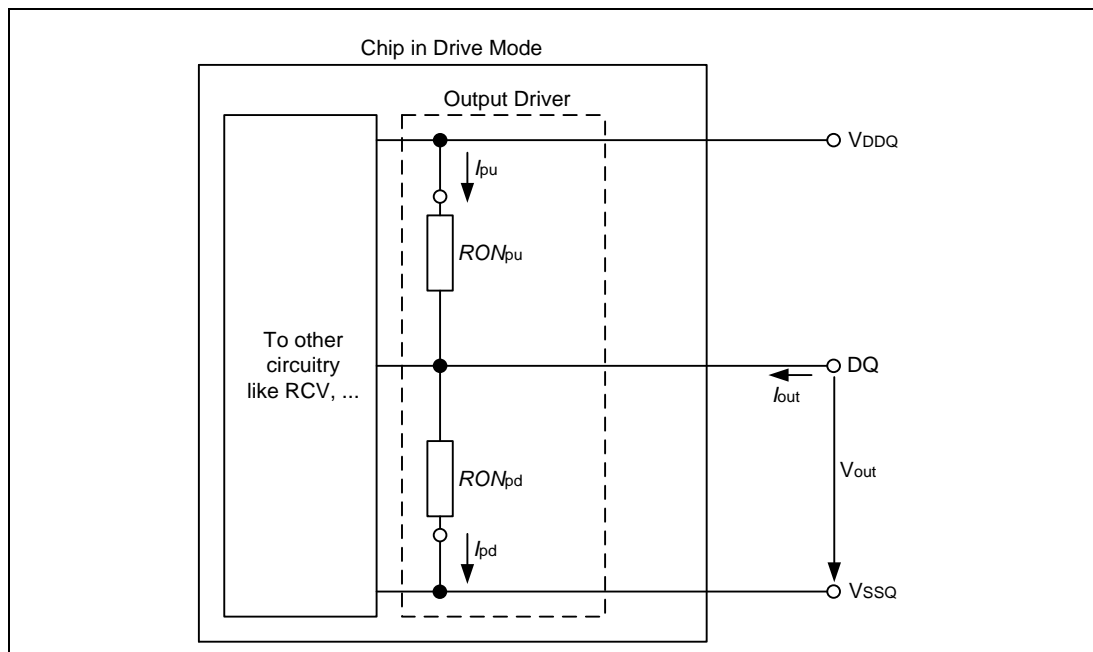 Chip in Drive Mode
Output Driver
VDDQ
Ipu
RONpu
To other
circuitry
like RCV, ...
DQ
Iout
RONpd
Vout
Ipd
VSSQ